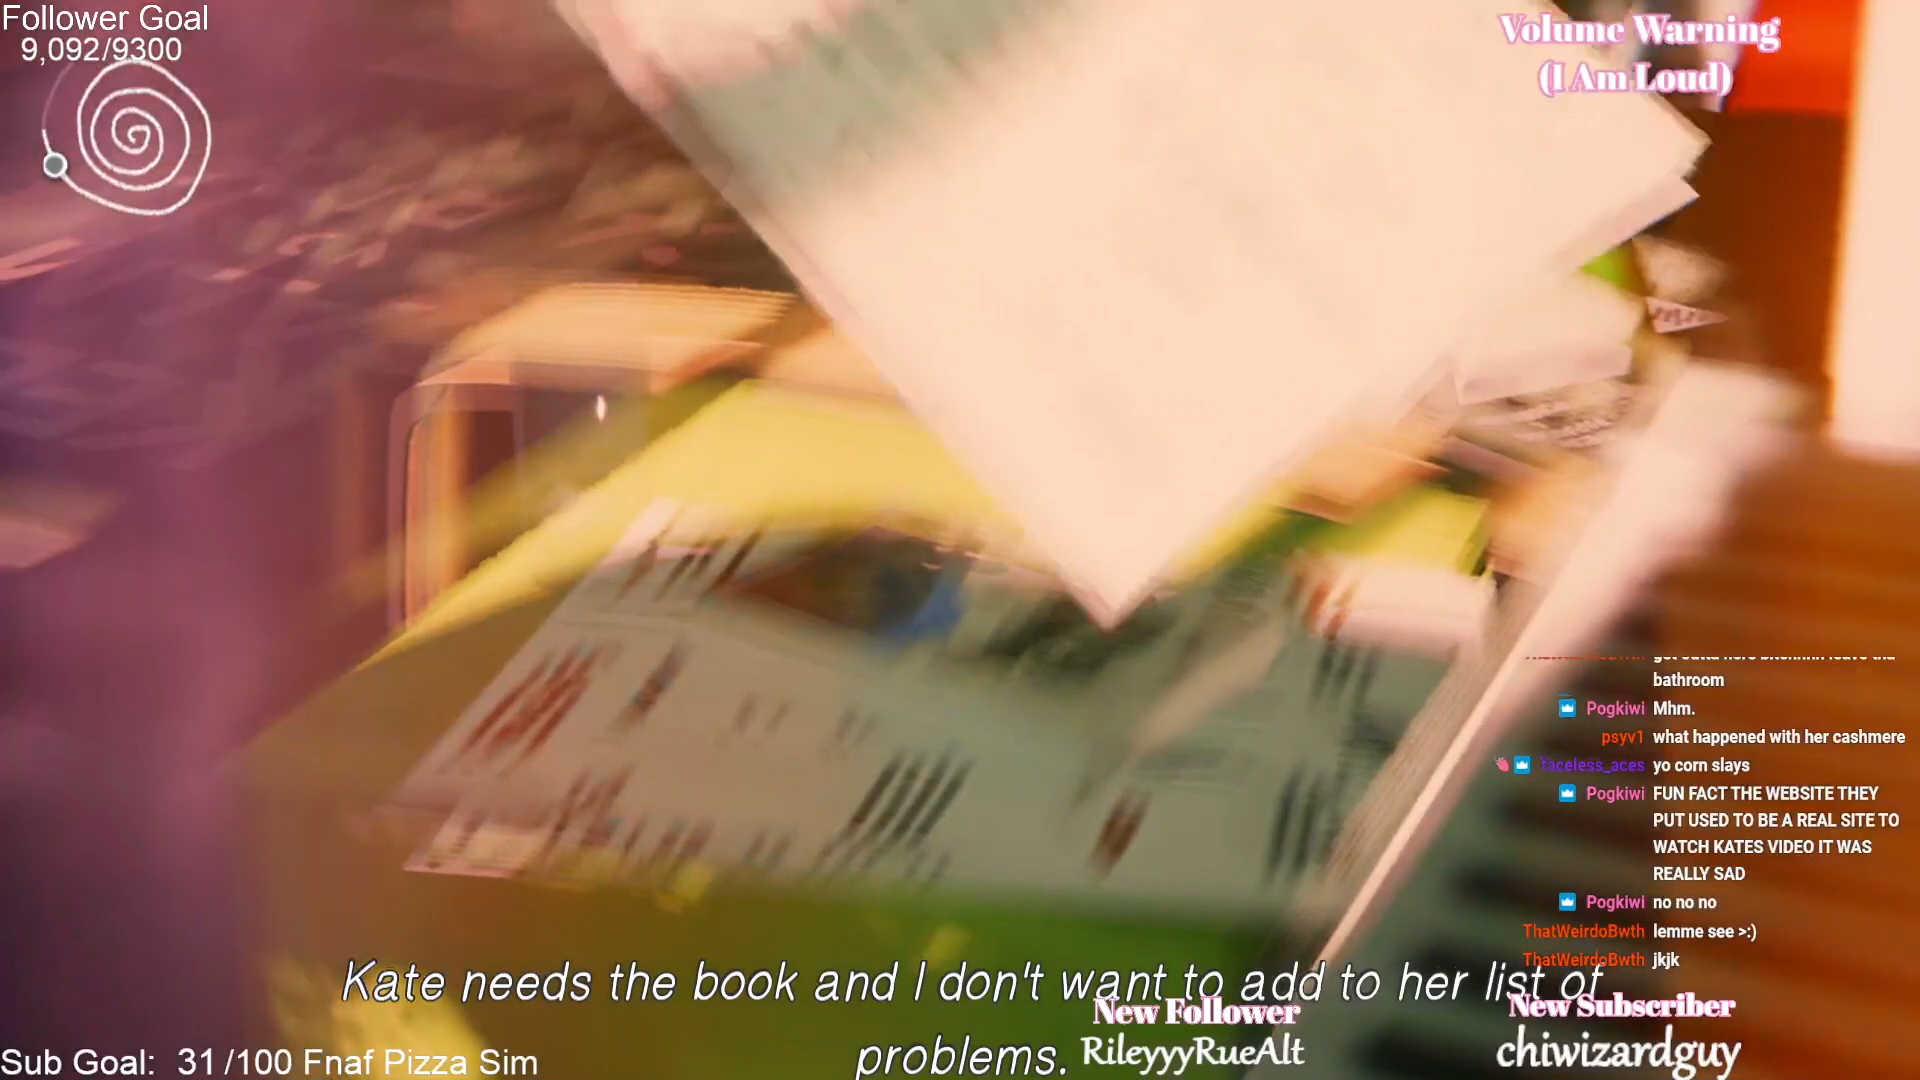 Follower Goal
9,092/9300
Volume Warning
(I Am Loud)
bathroom
Pogkiwi Mhm.
psyv1 what happened with her cashmere
faceless_aces yo corn slays
Pogkiwi FUN FACT THE WEBSITE THEY
PUT USED TO BE A REAL SITE TO
WATCH KATES VIDEO IT WAS
REALLY SAD
Pogkiwi no no no
ThatWeirdoBwth lemme see >:)
ThatWeirdoBwth jkjk
Kate needs the book and I don't want to add to her list of
problems.
New Follower
RileyyyRueAlt
New Subscriber
chiwizardguy
Sub Goal: 31/100 Fnaf Pizza Sim